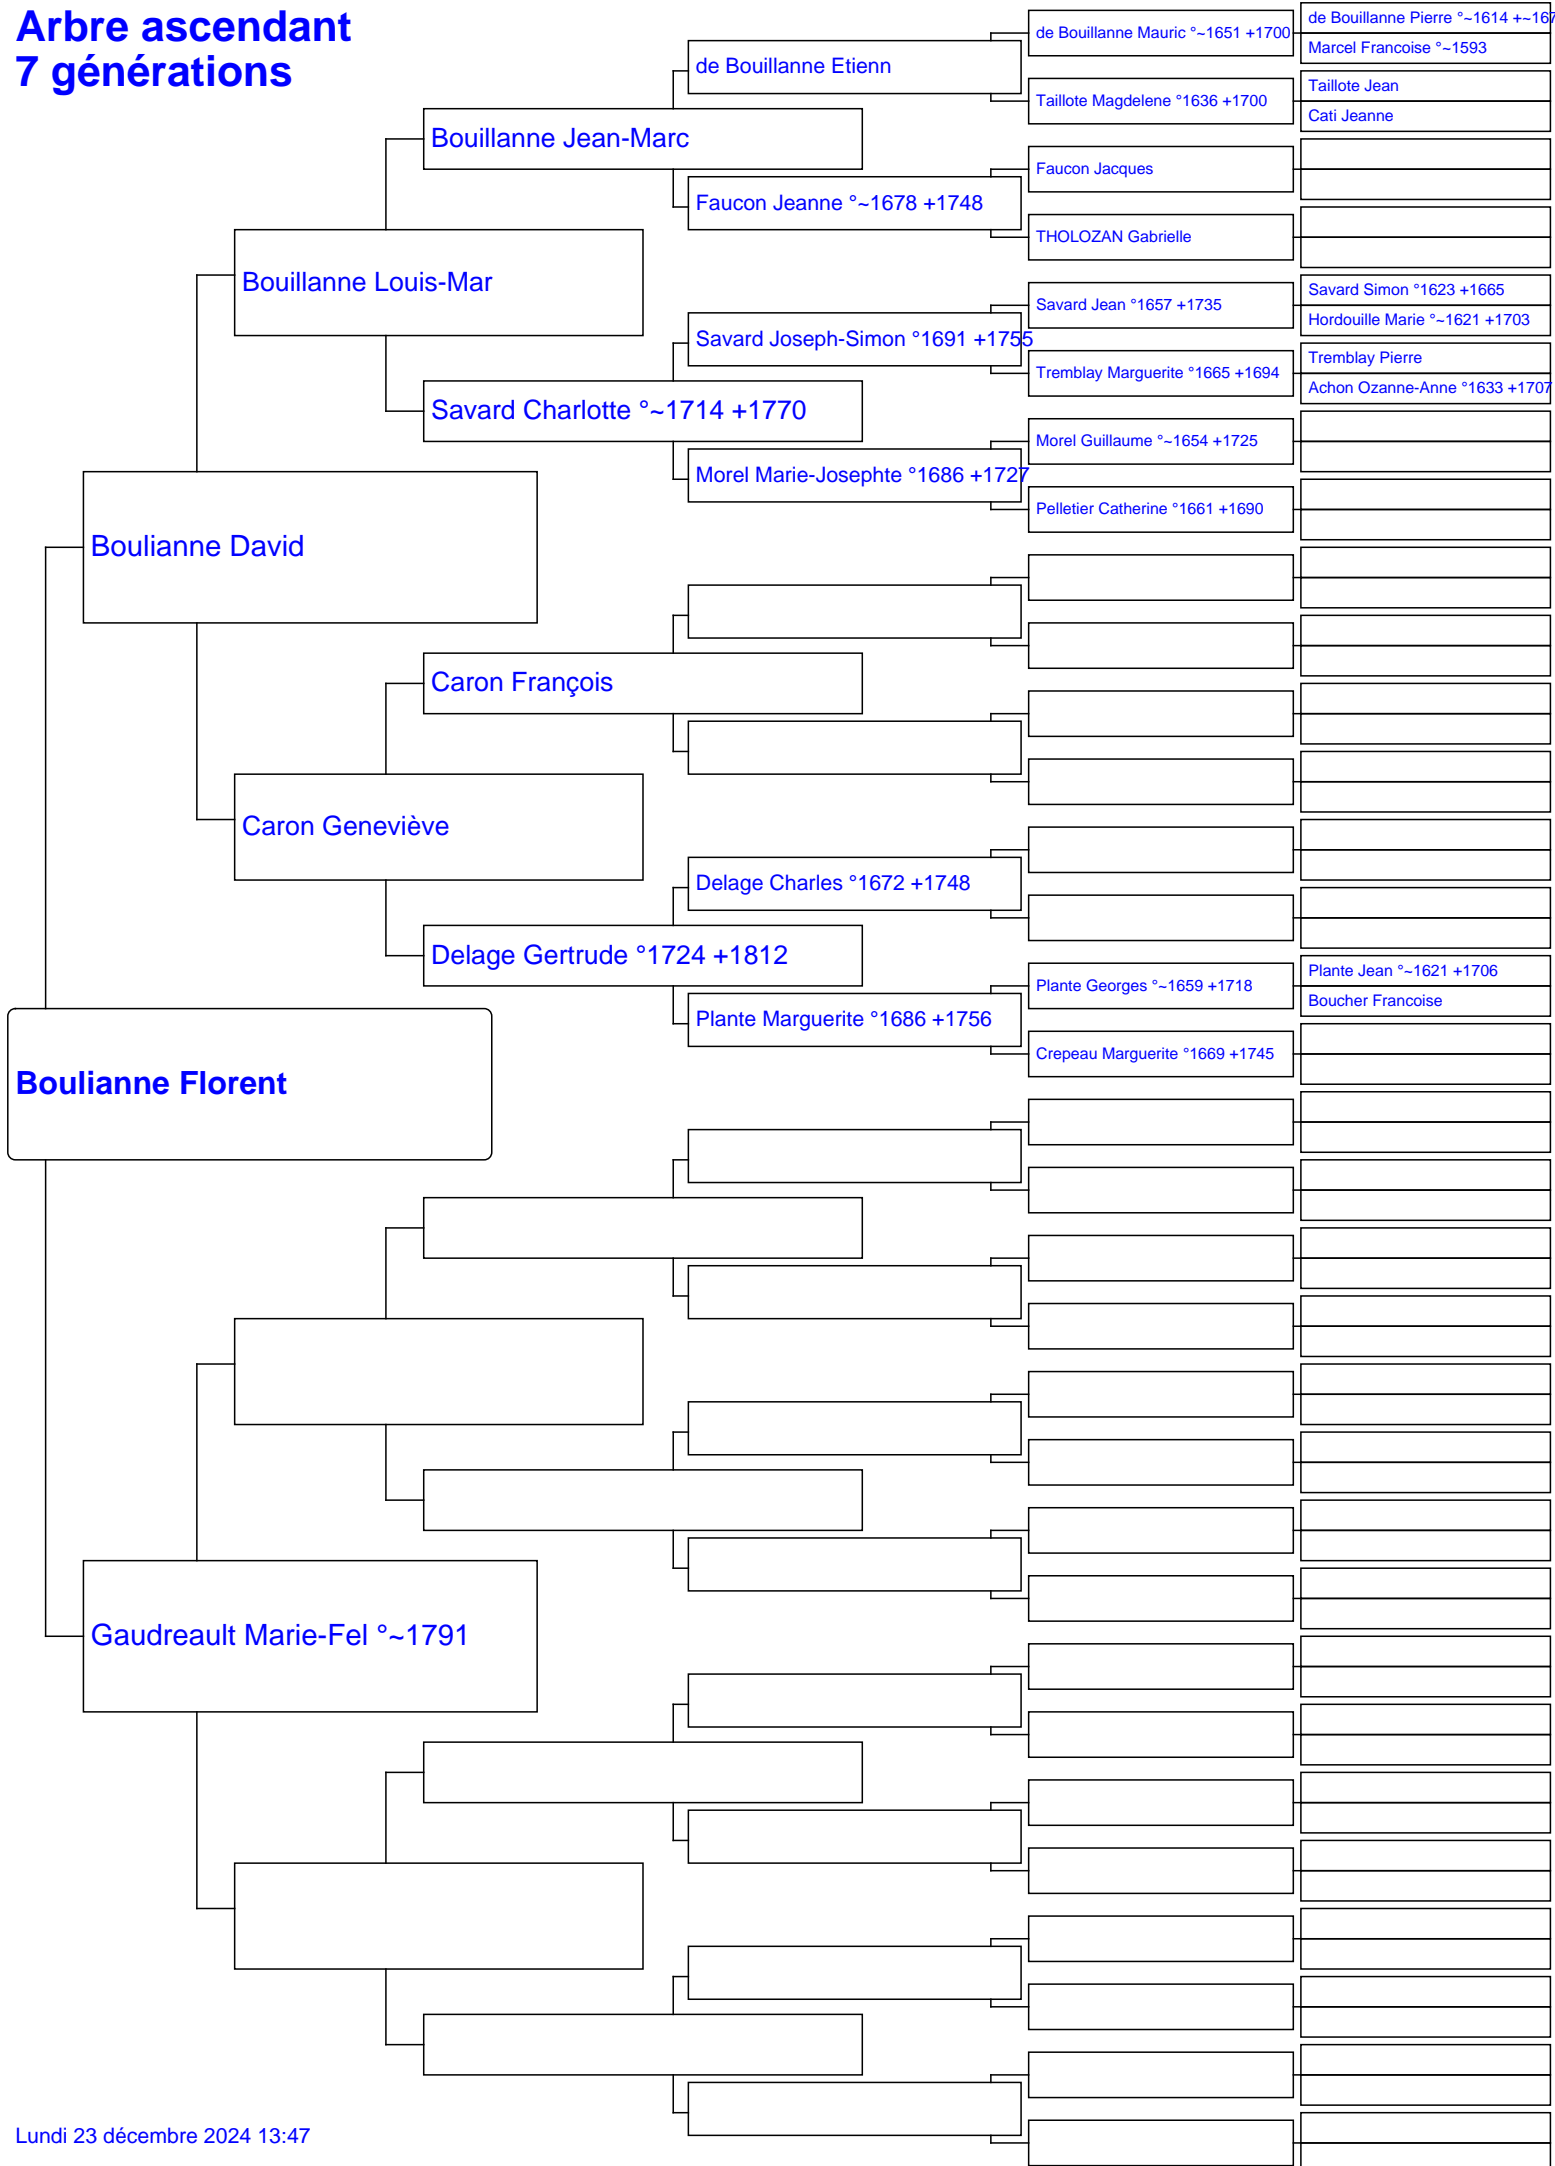 Arbre ascendant
7 générations
de Bouillanne Pierre °~1614 +~167
Marcel Francoise °~1593
de Bouillanne Mauric °~1651 +1700
de Bouillanne Etienn
Taillote Jean
Taillote Magdelene °1636 +1700
Cati Jeanne
Bouillanne Jean-Marc
Faucon Jacques
Faucon Jeanne °~1678 +1748
THOLOZAN Gabrielle
Bouillanne Louis-Mar
Savard Simon °1623 +1665
Savard Jean °1657 +1735
Hordouille Marie °~1621 +1703
Savard Joseph-Simon °1691 +1755
Tremblay Pierre
Tremblay Marguerite °1665 +1694
Achon Ozanne-Anne °1633 +1707
Savard Charlotte °~1714 +1770
Morel Guillaume °~1654 +1725
Morel Marie-Josephte °1686 +1727
Pelletier Catherine °1661 +1690
Boulianne David
Caron François
Caron Geneviève
Delage Charles °1672 +1748
Delage Gertrude °1724 +1812
Plante Jean °~1621 +1706
Plante Georges °~1659 +1718
Boucher Francoise
Plante Marguerite °1686 +1756
Crepeau Marguerite °1669 +1745
Boulianne Florent
Gaudreault Marie-Fel °~1791
Lundi 23 décembre 2024 13:47